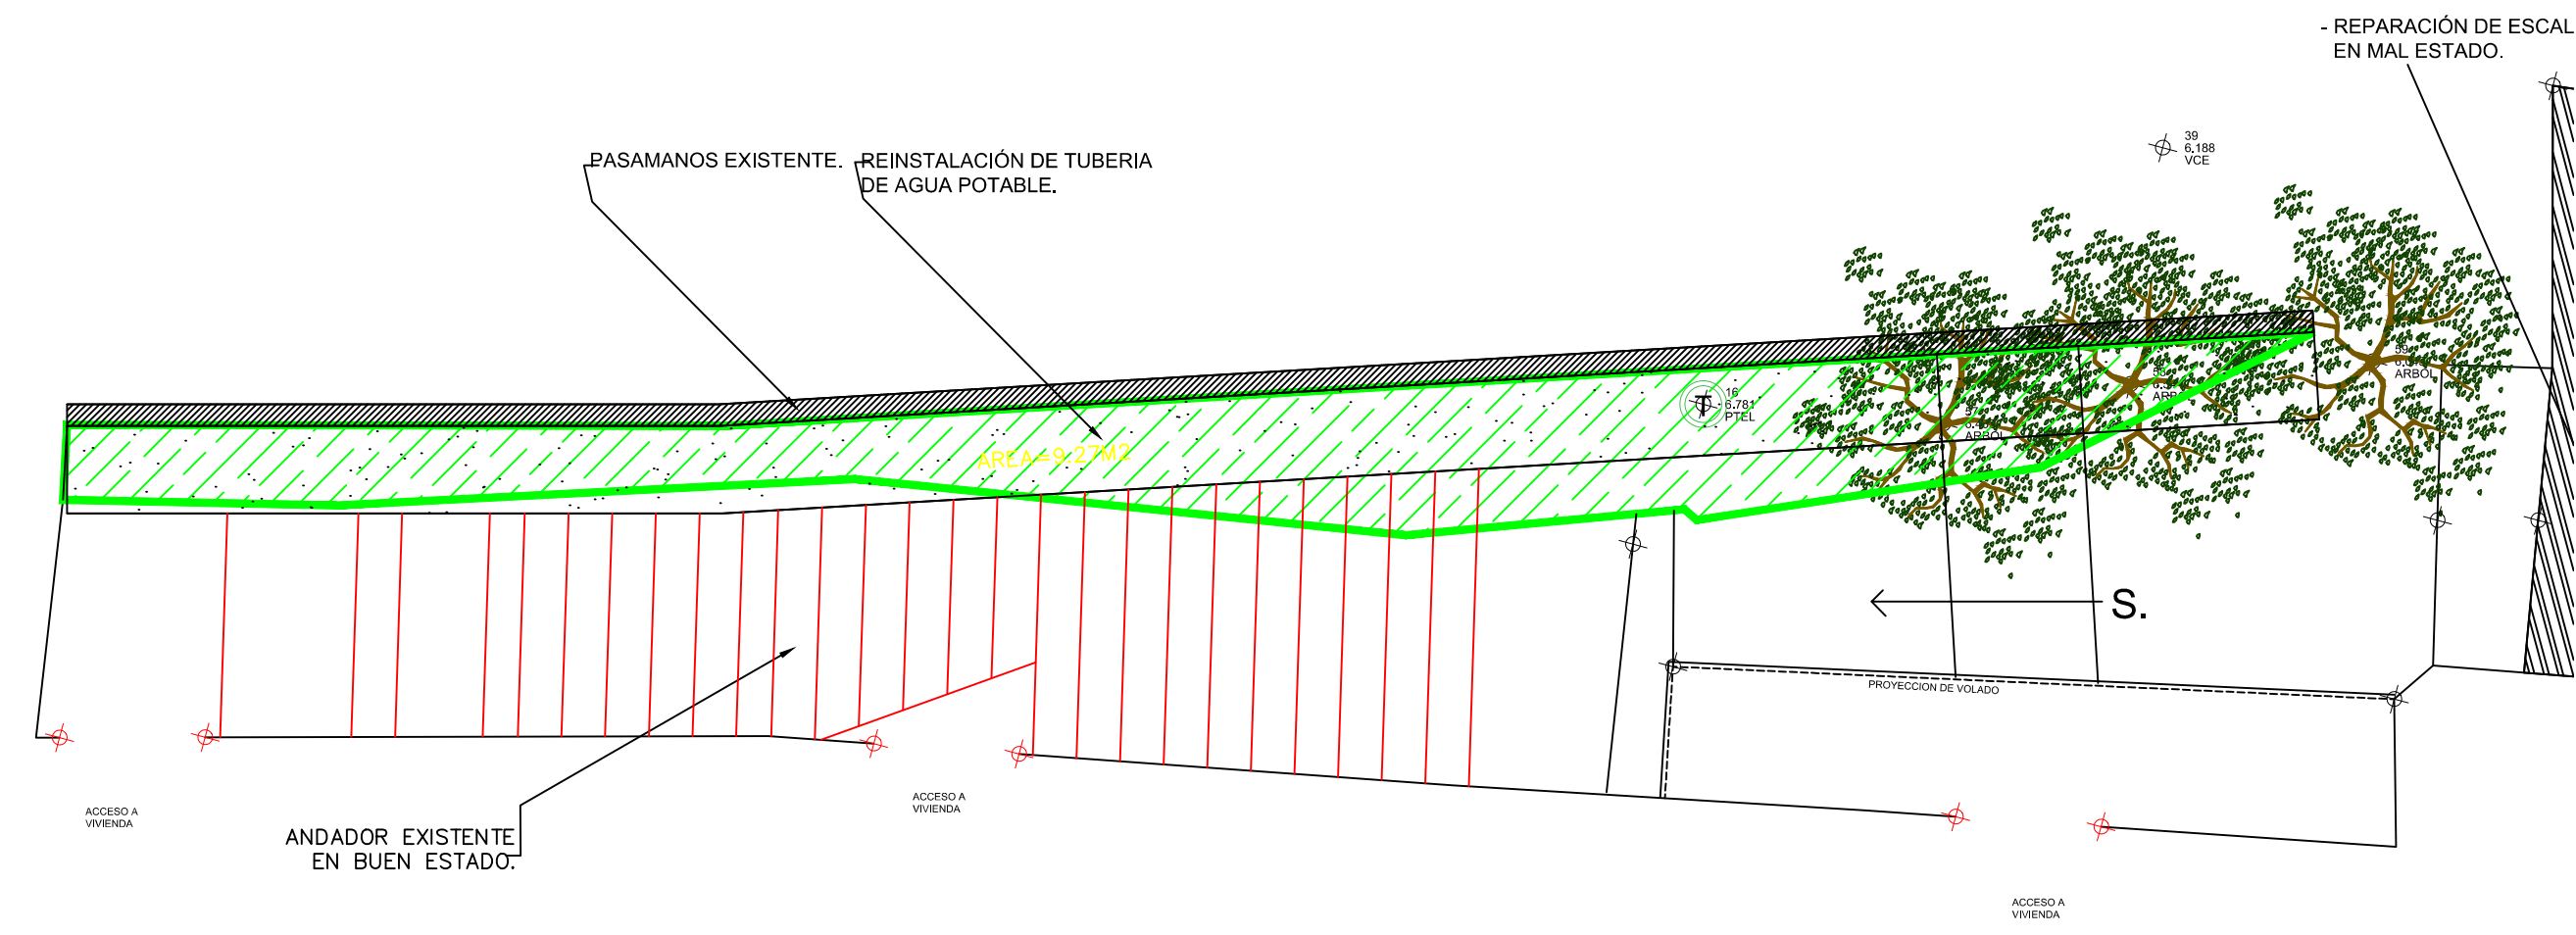 - REPARACIÓN DE ESCAL
EN MAL ESTADO.
39
6.188
VCE
PASAMANOS EXISTENTE.
REINSTALACIÓN DE TUBERIA
DE AGUA POTABLE.
59
ARBOL
16
6.781
PTEL
57
ARBOL
AREA=9.27M2
S.
PROYECCION DE VOLADO
ACCESO A
VIVIENDA
ACCESO A
VIVIENDA
ANDADOR EXISTENTE
EN BUEN ESTADO.
ACCESO A
VIVIENDA